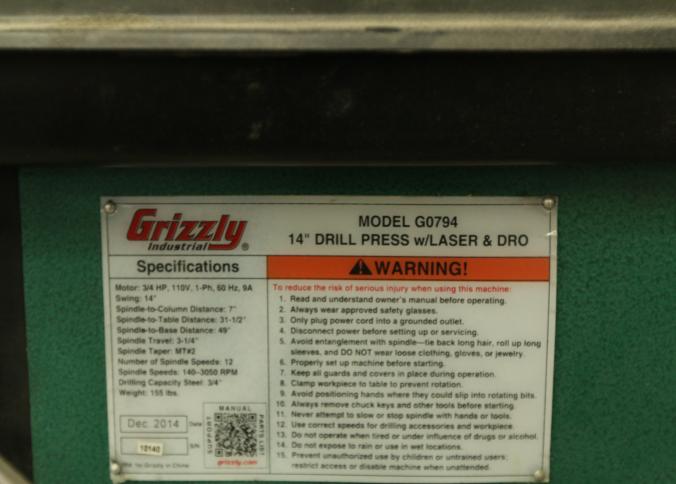 Grizzly
Industrial ®
MODEL G0794
14" DRILL PRESS w/LASER & DRO
Specifications
Motor: 3/4 HP, 110V, 1-Ph, 60 Hz, 9A
Swing: 14"
Spindle-to-Column Distance: 7"
Spindle-to-Table Distance: 31-1/2"
Spindle-to-Base Distance: 49"
Spindle Travel: 3-1/4"
Spindle Taper: MT#2
Number of Spindle Speeds: 12
Spindle Speeds: 140-3050 RPM
Drilling Capacity Steel: 3/4"
Weight: 155 lbs.
Dec. 2014 Date
10140 S/N
Mfd. for Grizzly in China
MANUAL
SUPPORT
PARTS LIST
grizzly.com
WARNING!
To reduce the risk of serious injury when using this machine:
1. Read and understand owner's manual before operating.
2. Always wear approved safety glasses.
3. Only plug power cord into a grounded outlet.
4. Disconnect power before setting up or servicing.
5. Avoid entanglement with spindle—tie back long hair, roll up long
sleeves, and DO NOT wear loose clothing, gloves, or jewelry.
6. Properly set up machine before starting.
7. Keep all guards and covers in place during operation.
8. Clamp workpiece to table to prevent rotation.
9. Avoid positioning hands where they could slip into rotating bits.
10. Always remove chuck keys and other tools before starting.
11. Never attempt to slow or stop spindle with hands or tools.
12. Use correct speeds for drilling accessories and workpiece.
13. Do not operate when tired or under influence of drugs or alcohol.
14. Do not expose to rain or use in wet locations.
15. Prevent unauthorized use by children or untrained users;
restrict access or disable machine when unattended.